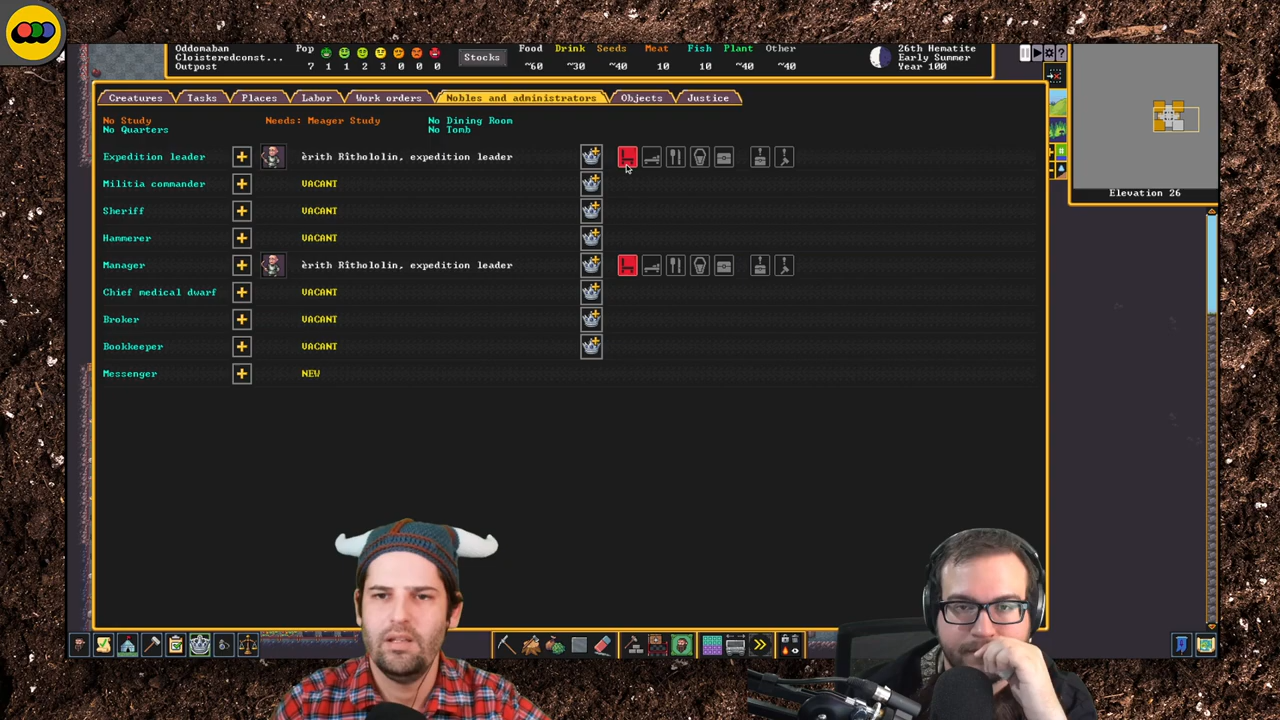 Oddomaban
Cloisteredconst...
Outpost
Pop
7 1 1 2 3 0 0 0
Stocks
Food Drink Seeds Meat Fish Plant Other
~60 ~30 ~40 10 10 ~40 ~40
26th Hematite
Early Summer
Year 100
?
Elevation 26
Creatures Tasks Places Labor Work orders Nobles and administrators Objects Justice
No Study Needs: Meager Study No Dining Room
No Quarters No Tomb
Expedition leader èrith Rîthololin, expedition leader
Militia commander VACANT
Sheriff VACANT
Hammerer VACANT
Manager èrith Rîthololin, expedition leader
Chief medical dwarf VACANT
Broker VACANT
Bookkeeper VACANT
Messenger NEW